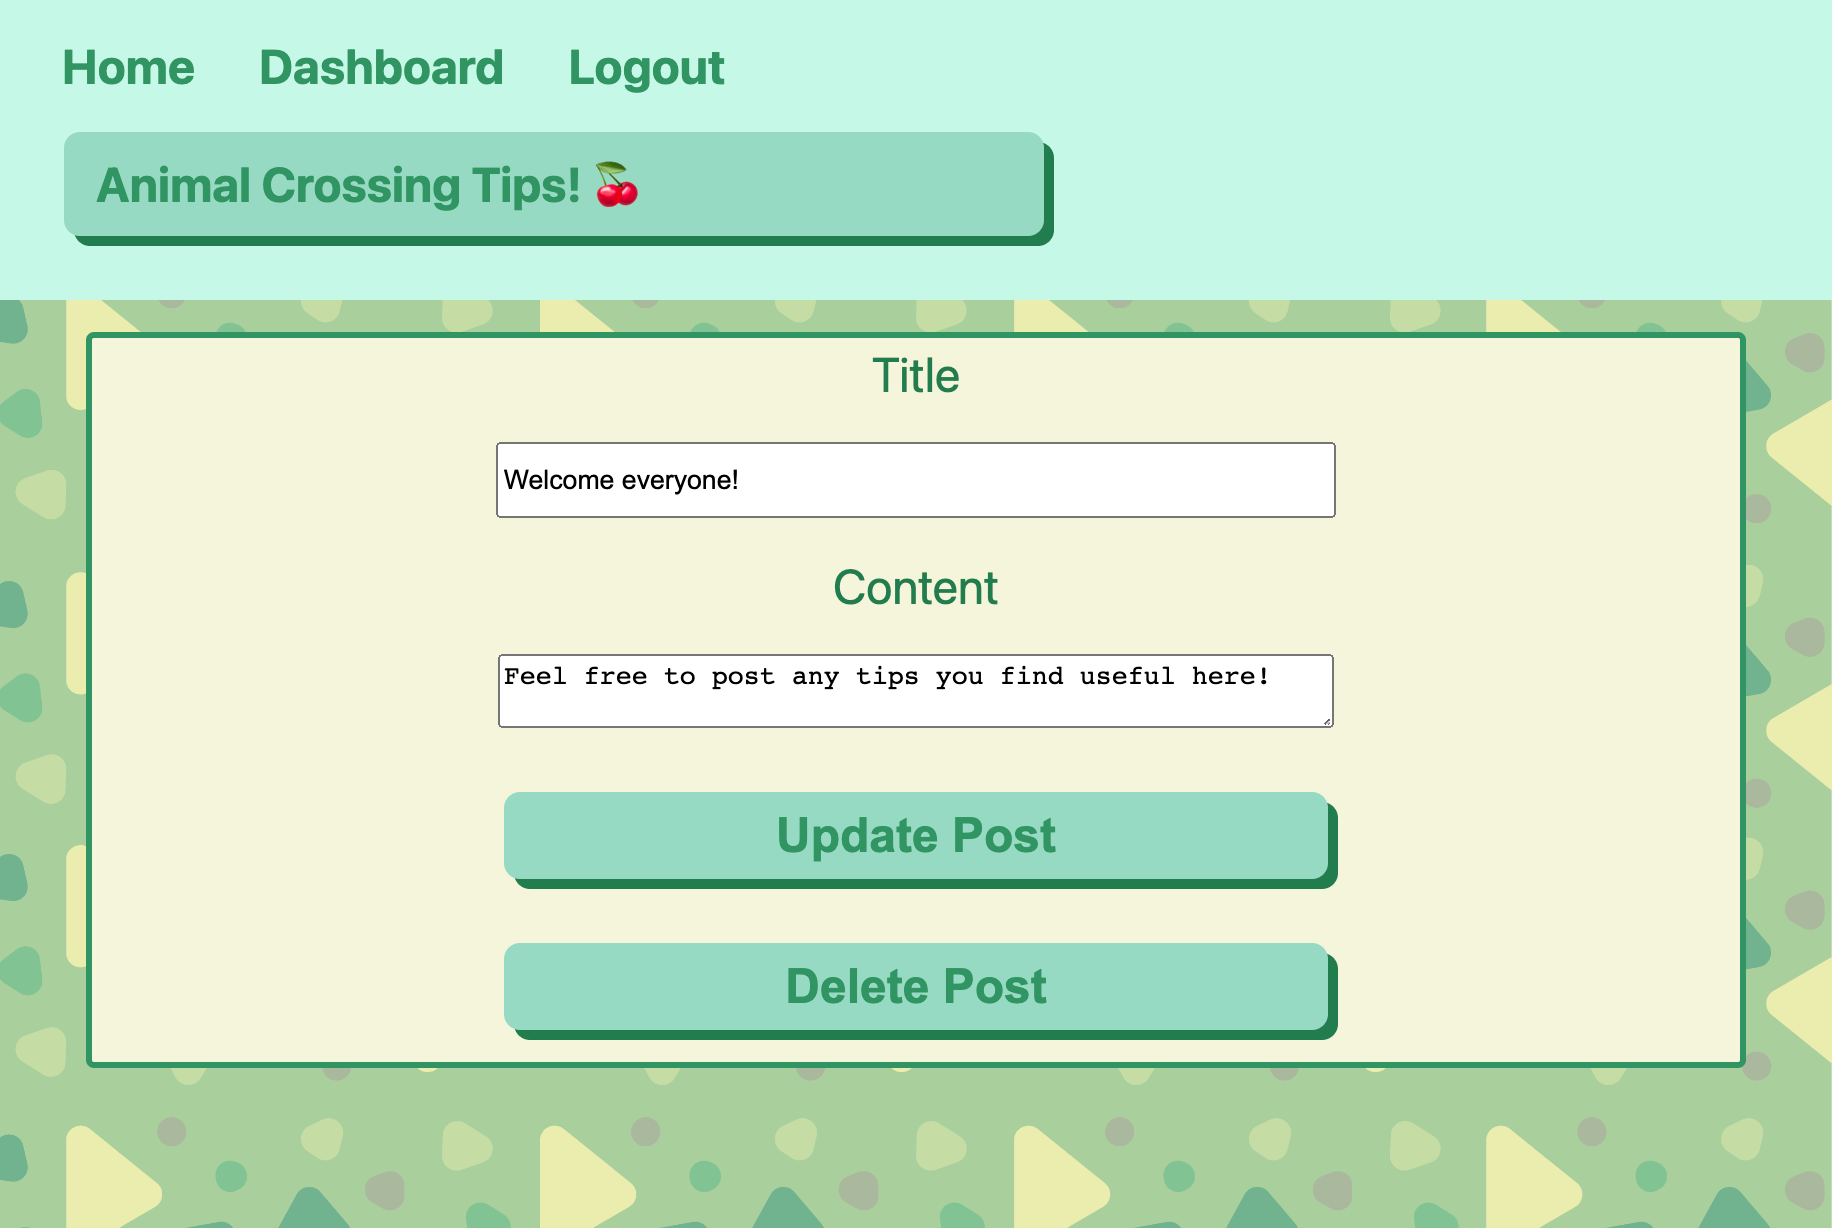 Home Dashboard Logout
Animal Crossing Tips! 🍒
Title
Welcome everyone!
Content
Feel free to post any tips you find useful here!
Update Post
Delete Post